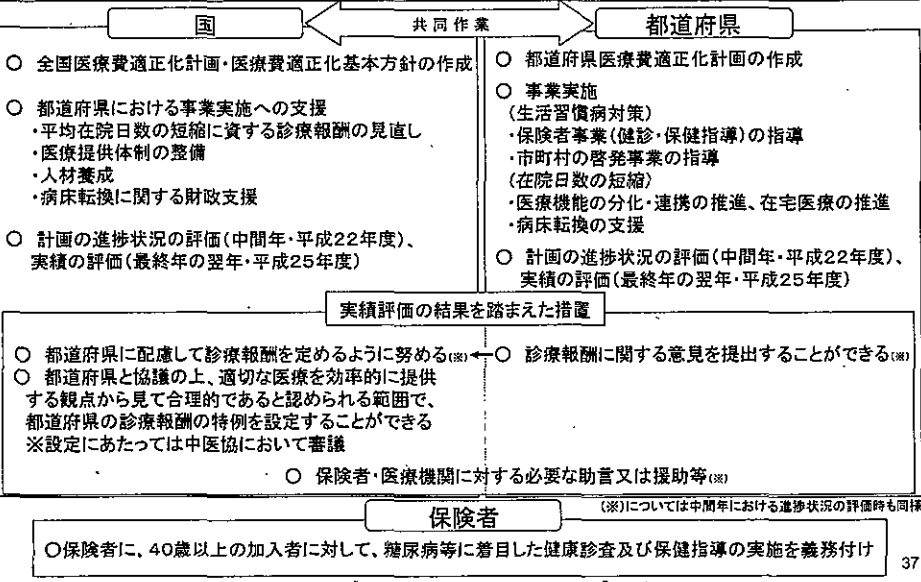 国
共同作業
都道府県
○ 全国医療費適正化計画・医療費適正化基本方針の作成
○ 都道府県における事業実施への支援
・平均在院日数の短縮に資する診療報酬の見直し
・医療提供体制の整備
・人材養成
・病床転換に関する財政支援
○ 計画の進捗状況の評価(中間年・平成22年度)、
実績の評価(最終年の翌年・平成25年度)
○ 都道府県医療費適正化計画の作成
○ 事業実施
(生活習慣病対策)
・保険者事業(健診・保健指導)の指導
・市町村の啓発事業の指導
(在院日数の短縮)
・医療機能の分化・連携の推進、在宅医療の推進
・病床転換の支援
○ 計画の進捗状況の評価(中間年・平成22年度)、
実績の評価(最終年の翌年・平成25年度)
実績評価の結果を踏まえた措置
○ 都道府県に配慮して診療報酬を定めるように努める(※)
○ 都道府県と協議の上、適切な医療を効率的に提供
する観点から見て合理的であると認められる範囲で、
都道府県の診療報酬の特例を設定することができる
※設定にあたっては中医協において審議
○ 診療報酬に関する意見を提出することができる(※)
○ 保険者・医療機関に対する必要な助言又は援助等(※)
(※)については中間年における進捗状況の評価時も同様
保険者
○保険者に、40歳以上の加入者に対して、糖尿病等に着目した健康診査及び保健指導の実施を義務付け
37